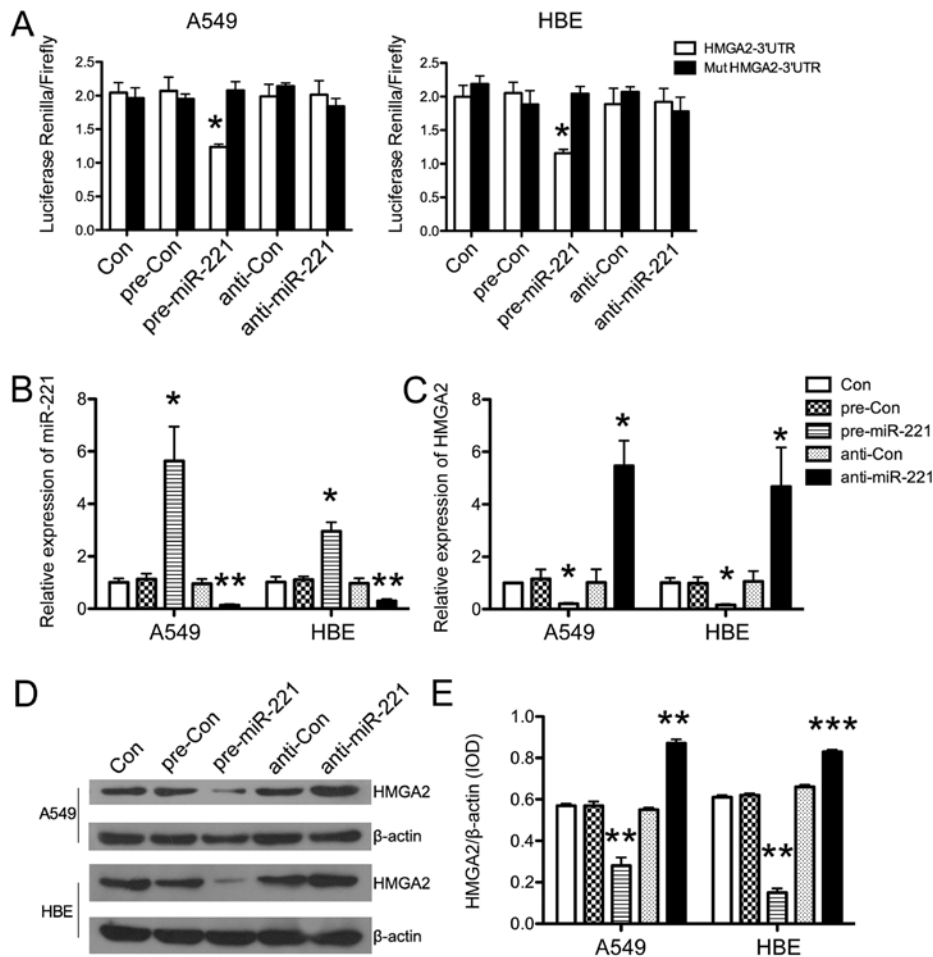 A
A549
HBE
HMGA2-3'UTR
Mut HMGA2-3'UTR
Luciferase Renilla/Firefly
2.5
2.0
1.5
1.0
0.5
0.0
*
Con
pre-Con
pre-miR-221
anti-Con
anti-miR-221
Luciferase Renilla/Firefly
2.5
2.0
1.5
1.0
0.5
0.0
*
Con
pre-Con
pre-miR-221
anti-Con
anti-miR-221
B
Relative expression of miR-221
8
6
4
2
0
*
**
*
**
A549
HBE
C
Relative expression of HMGA2
8
6
4
2
0
*
*
*
*
A549
HBE
Con
pre-Con
pre-miR-221
anti-Con
anti-miR-221
D
Con
pre-Con
pre-miR-221
anti-Con
anti-miR-221
A549
HMGA2
β-actin
HBE
HMGA2
β-actin
E
HMGA2/β-actin (IOD)
1.0
0.8
0.6
0.4
0.2
0.0
**
**
**
***
A549
HBE